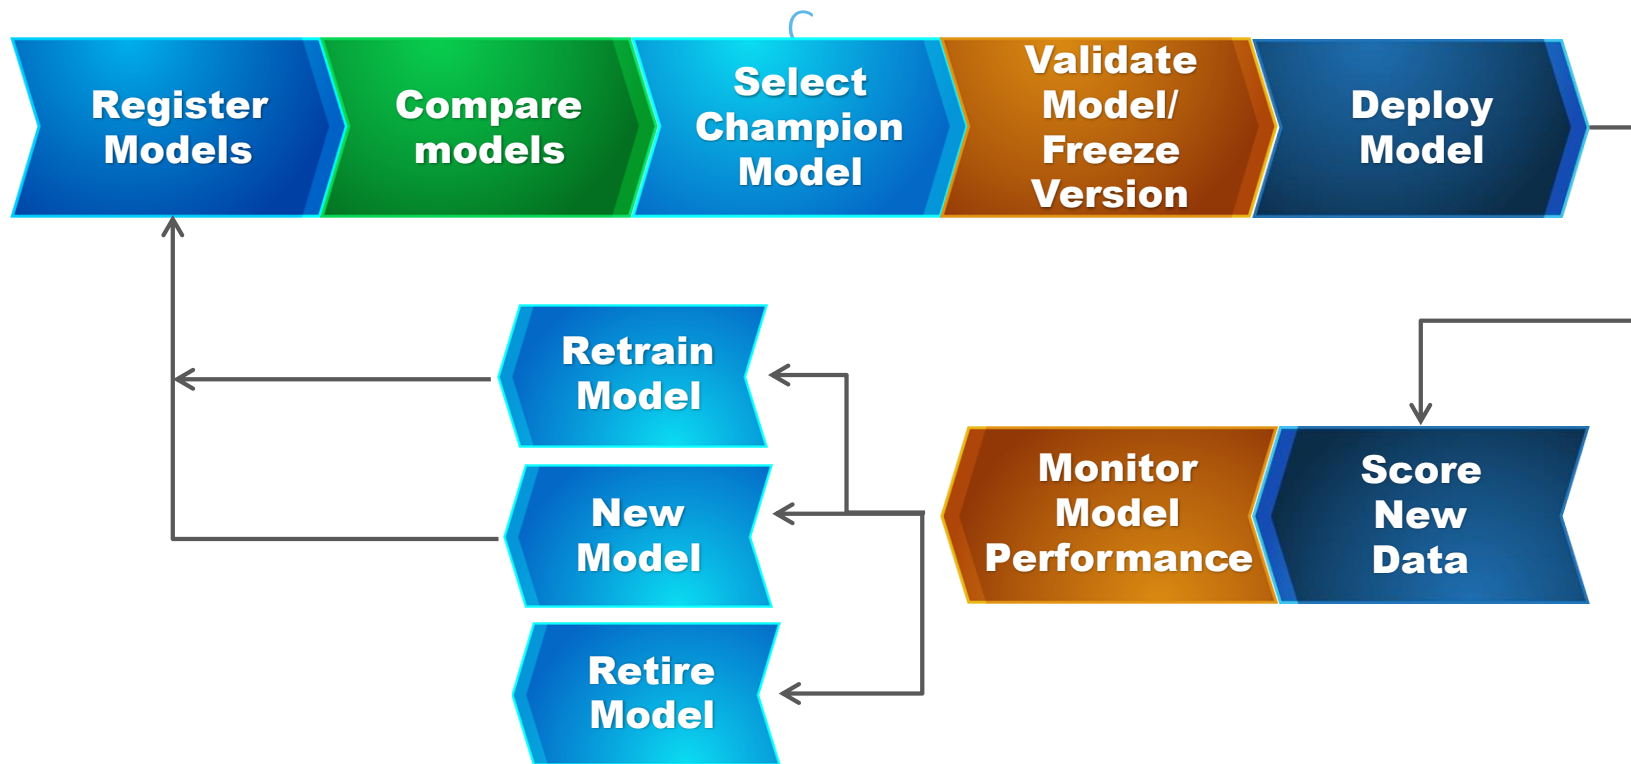 Register
Models
Compare
models
Select
Champion
Model
Validate
Model/
Freeze
Version
Deploy
Model
Retrain
Model
New
Model
Retire
Model
Monitor
Model
Performance
Score
New
Data